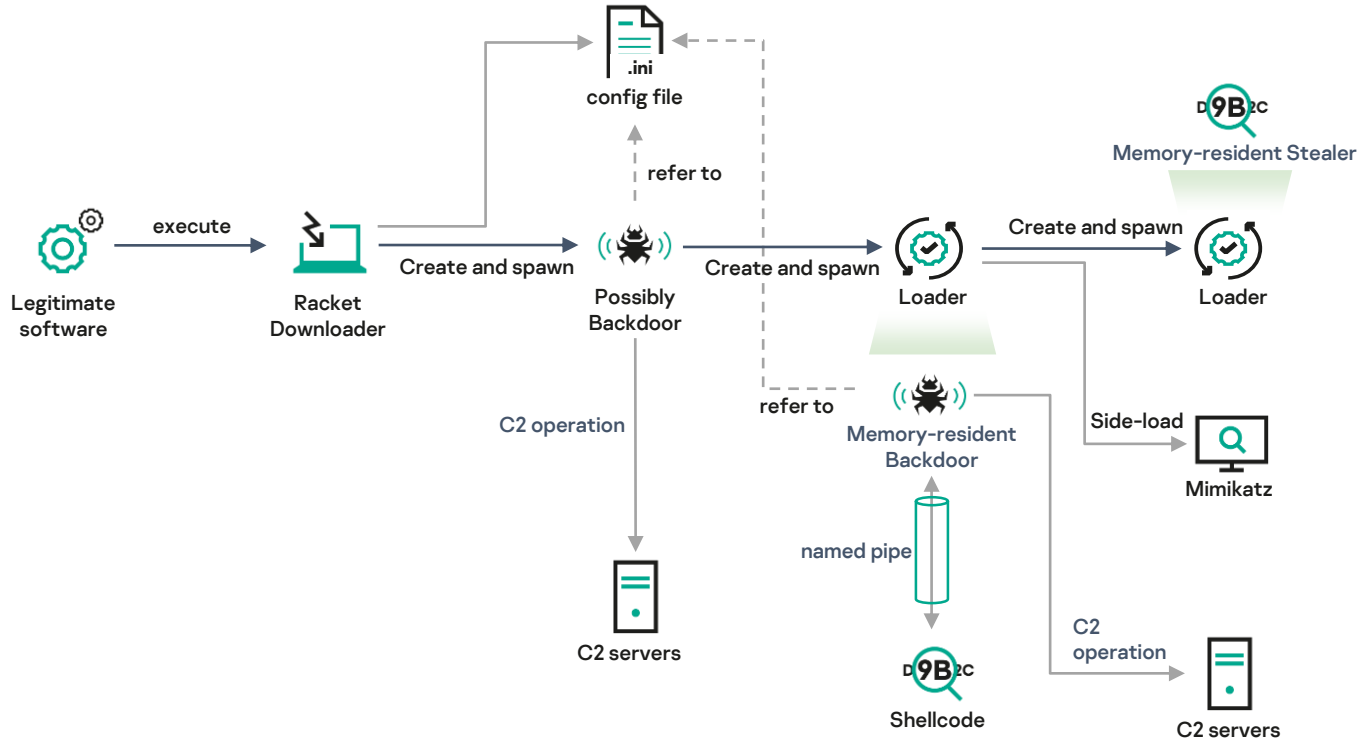 .ini
config file
D9B2C
Memory-resident Stealer
refer to
execute
Create and spawn
Create and spawn
Create and spawn
Legitimate
software
Racket
Downloader
Possibly
Backdoor
Loader
Loader
refer to
C2 operation
Side-load
Memory-resident
Backdoor
Mimikatz
named pipe
C2 servers
C2
operation
D9B2C
Shellcode
C2 servers